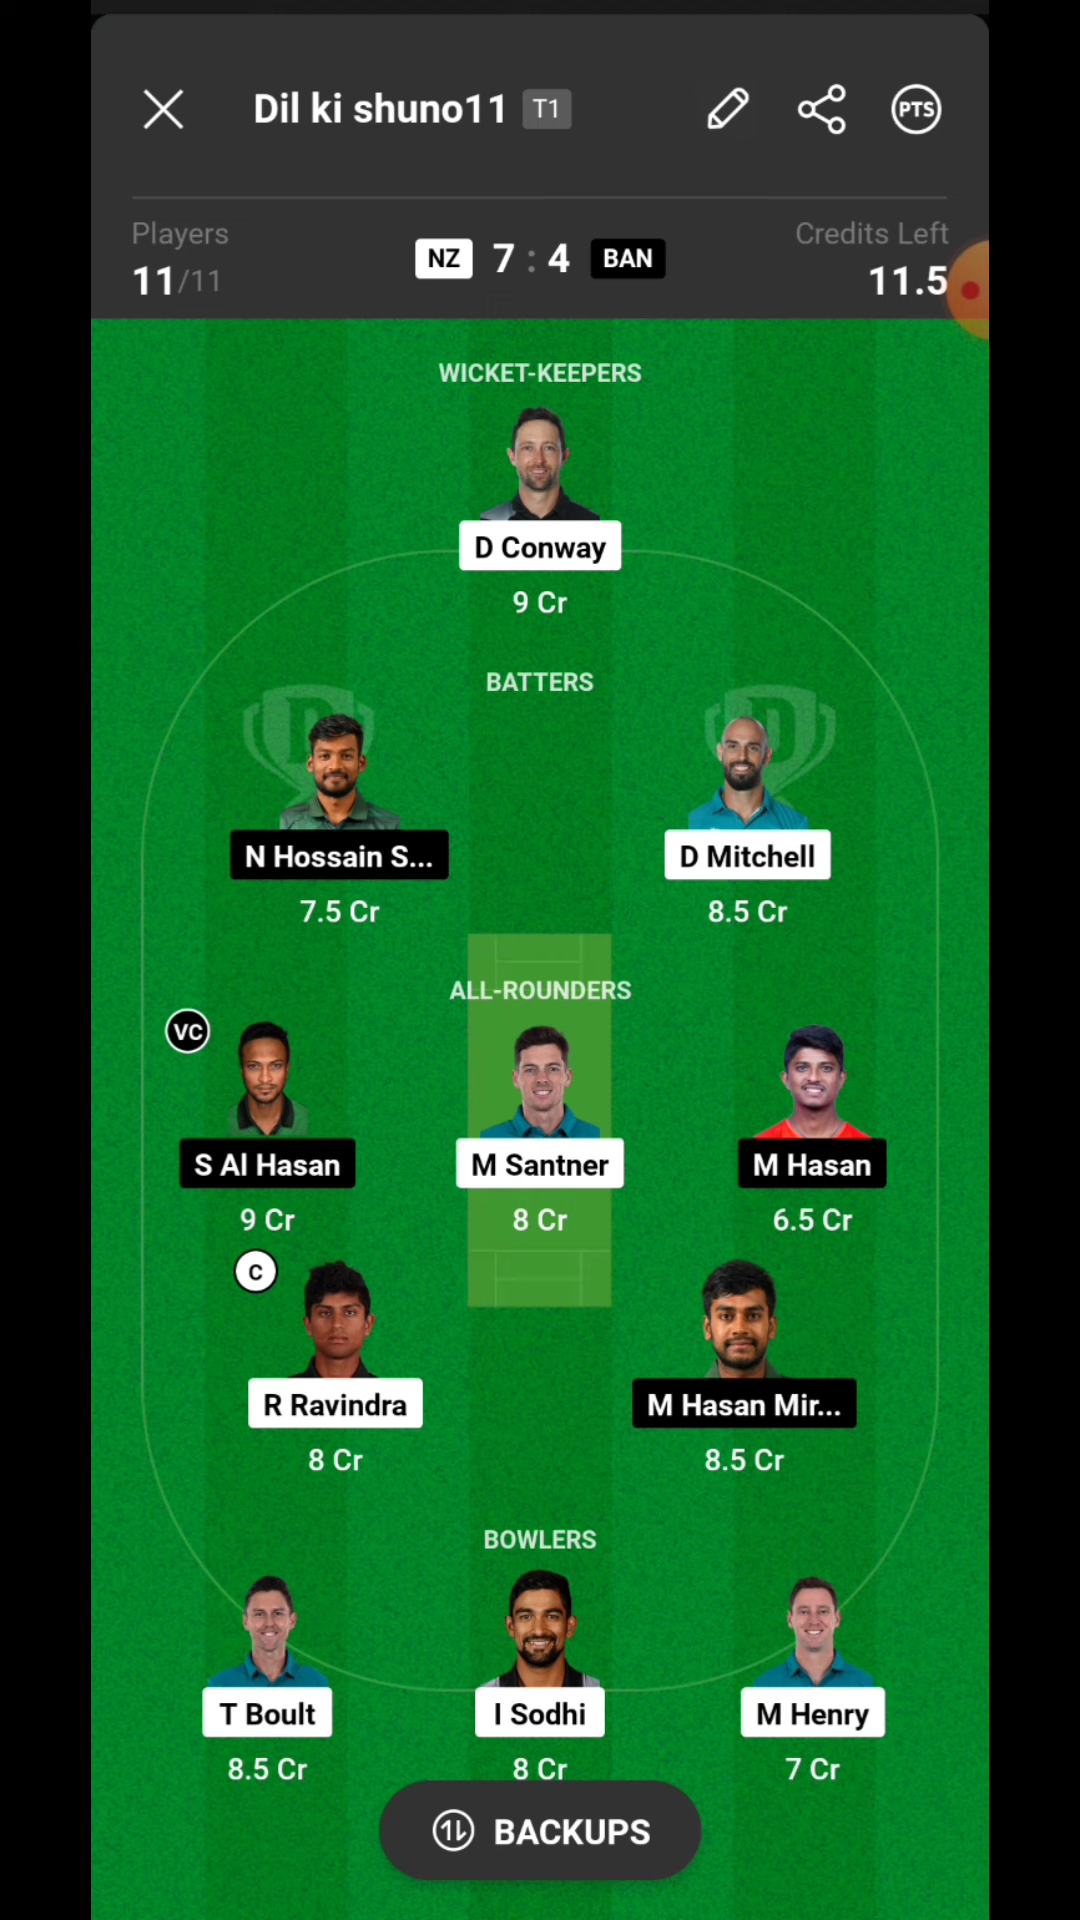 Dil ki shuno11 T1
PTS
Players
Credits Left
11/11
NZ 7 : 4 BAN
11.5
WICKET-KEEPERS
D Conway
9 Cr
BATTERS
N Hossain S...
D Mitchell
7.5 Cr
8.5 Cr
ALL-ROUNDERS
VC
S Al Hasan
M Santner
M Hasan
9 Cr
8 Cr
6.5 Cr
C
R Ravindra
M Hasan Mir...
8 Cr
8.5 Cr
BOWLERS
T Boult
I Sodhi
M Henry
8.5 Cr
8 Cr
7 Cr
BACKUPS